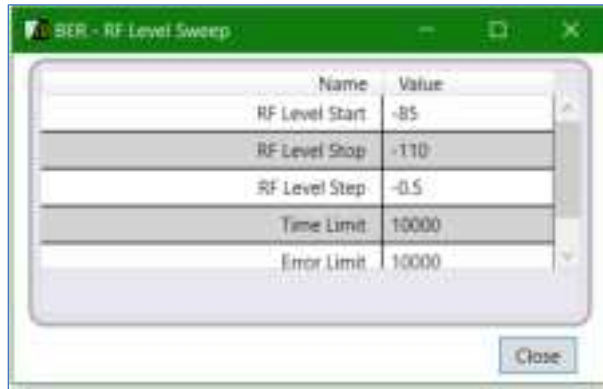 BER - RF Level Sweep
Name Value
RF Level Start -85
RF Level Stop -110
RF Level Step -0.5
Time Limit 10000
Error Limit 10000
Close